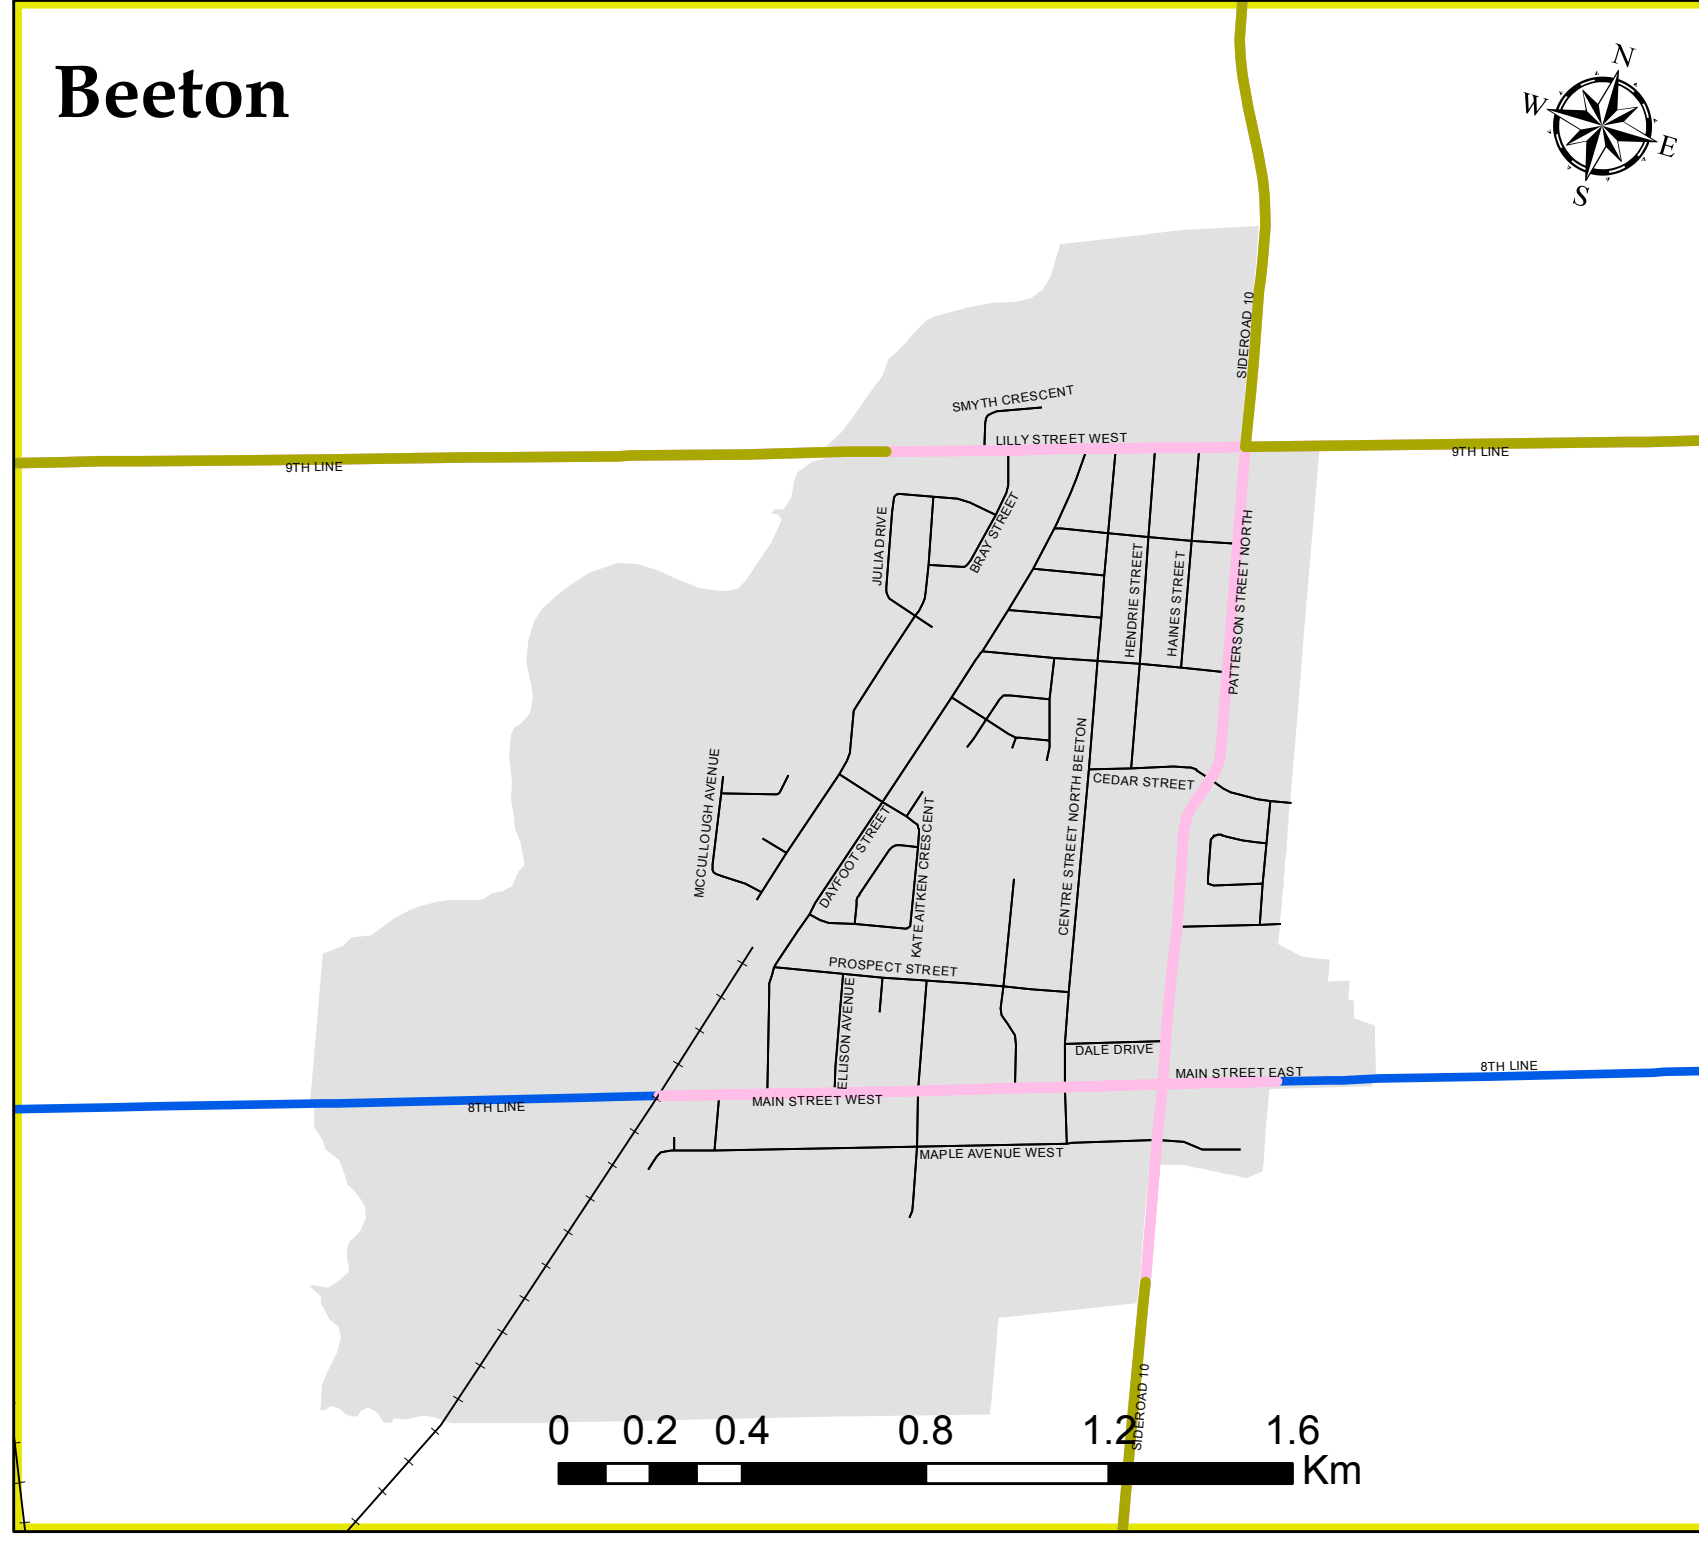 Beeton
N
W
E
S
SIDEROAD 10
SMYTH CRESCENT
LILLY STREET WEST
9TH LINE
9TH LINE
JULIA DRIVE
BRAY STREET
HENDRIE STREET
HAINES STREET
PATTERSON STREET NORTH
MCCULLOUGH AVENUE
DAYFOOT STREET
KATE AITKEN CRESCENT
CENTRE STREET NORTH BEETON
CEDAR STREET
PROSPECT STREET
ELLISON AVENUE
DALE DRIVE
MAIN STREET EAST
8TH LINE
8TH LINE
MAIN STREET WEST
MAPLE AVENUE WEST
SIDEROAD 10
0 0.2 0.4 0.8 1.2 1.6
Km